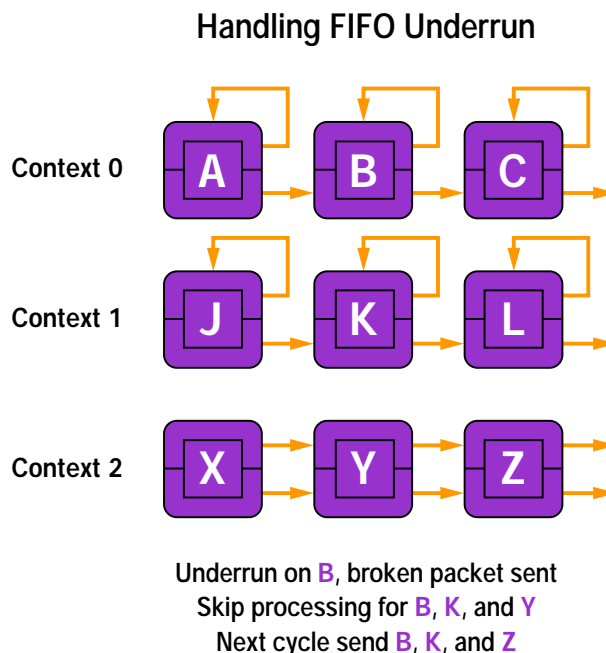 Handling FIFO Underrun
Context 0
A B C
Context 1
J K L
Context 2
X Y Z
Underrun on B, broken packet sent
Skip processing for B, K, and Y
Next cycle send B, K, and Z